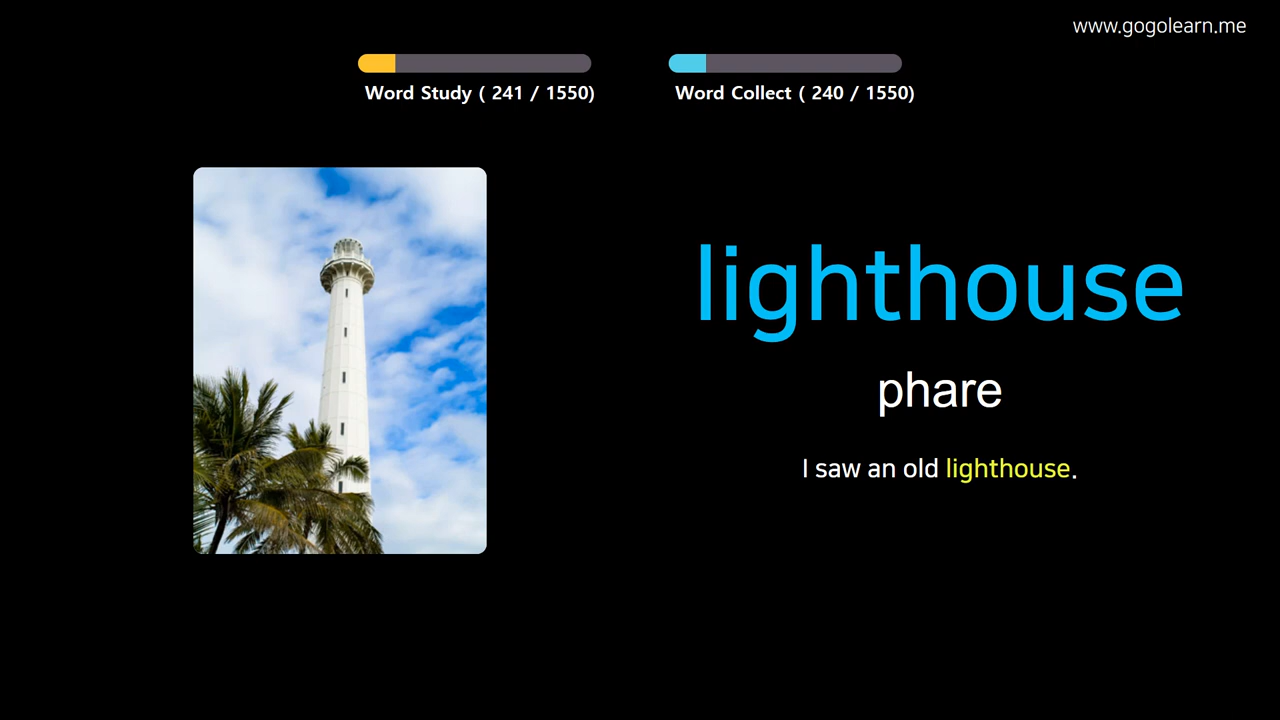 www.gogolearn.me
Word Study ( 241 / 1550)
Word Collect ( 240 / 1550)
lighthouse
phare
I saw an old lighthouse.